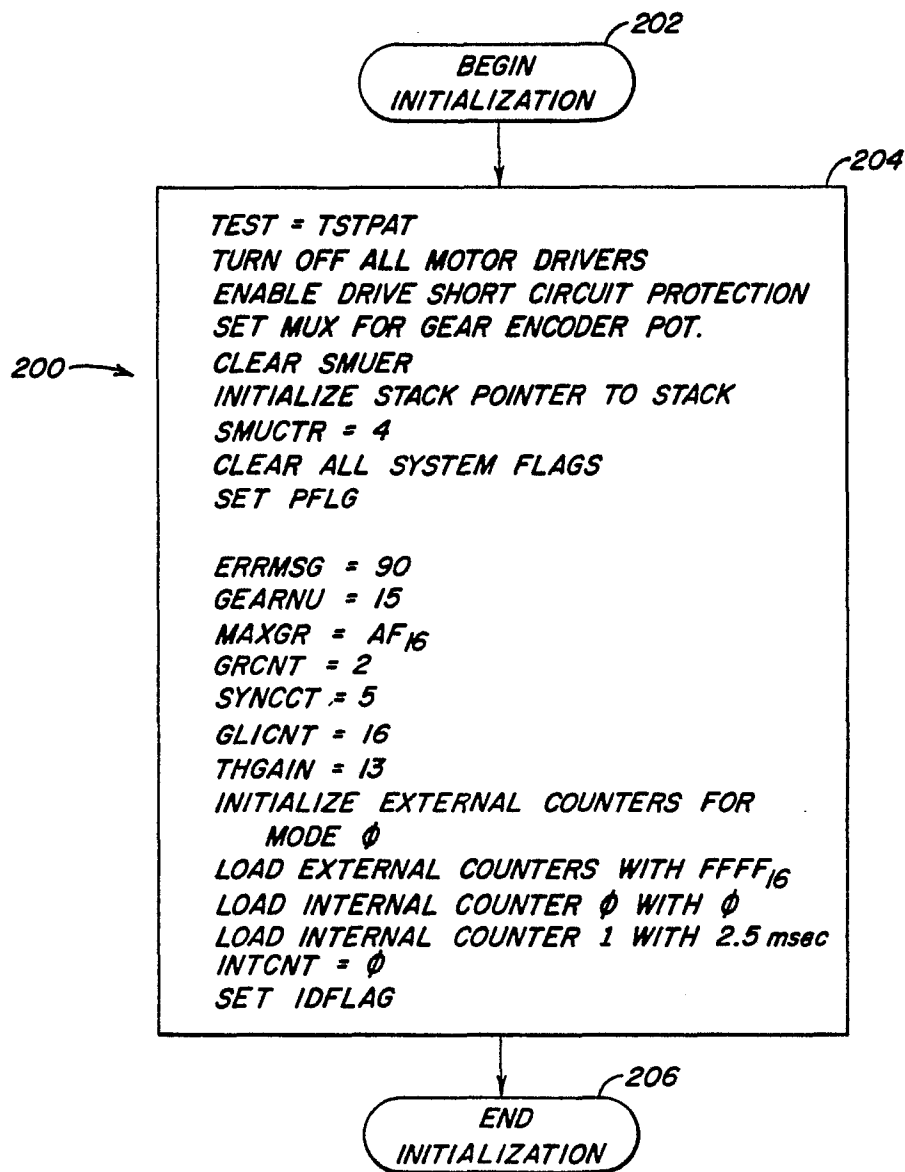 202
BEGIN
INITIALIZATION
204
TEST = TSTPAT
TURN OFF ALL MOTOR DRIVERS
ENABLE DRIVE SHORT CIRCUIT PROTECTION
SET MUX FOR GEAR ENCODER POT.
200
CLEAR SMUER
INITIALIZE STACK POINTER TO STACK
SMUCTR = 4
CLEAR ALL SYSTEM FLAGS
SET PFLG
ERRMSG = 90
GEARNU = 15
MAXGR = AF₁₆
GRCNT = 2
SYNCCT = 5
GLICNT = 16
THGAIN = 13
INITIALIZE EXTERNAL COUNTERS FOR
MODE ϕ
LOAD EXTERNAL COUNTERS WITH FFFF₁₆
LOAD INTERNAL COUNTER ϕ WITH ϕ
LOAD INTERNAL COUNTER 1 WITH 2.5 msec
INTCNT = ϕ
SET IDFLAG
206
END
INITIALIZATION